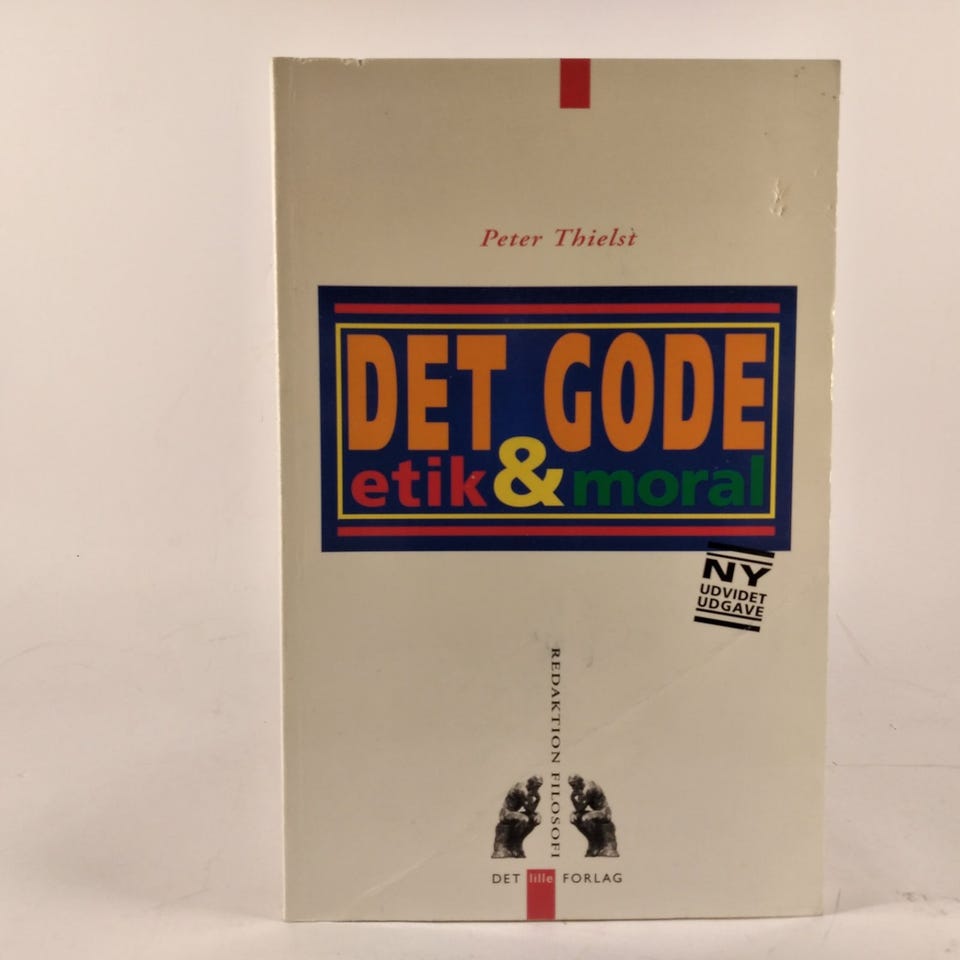 Peter Thielst
DET GODE
etik & moral
NY
UDVIDET
UDGAVE
REDAKTION FILOSOFI
DET lille FORLAG